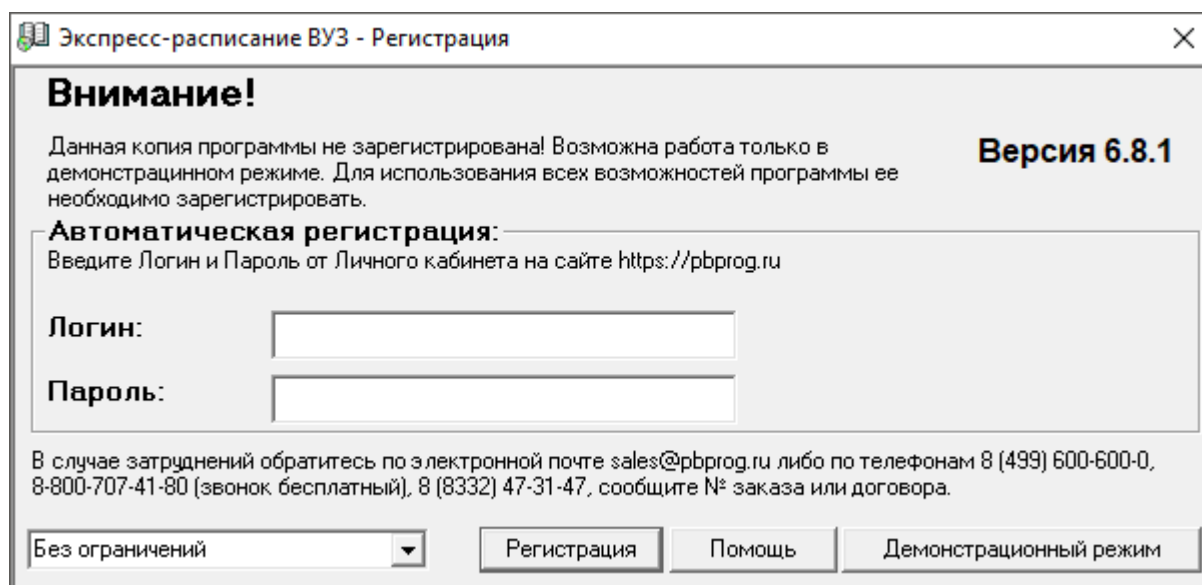 Экспресс-расписание ВУЗ - Регистрация
Внимание!
Данная копия программы не зарегистрирована! Возможна работа только в
демонстрацинном режиме. Для использования всех возможностей программы ее
необходимо зарегистрировать.
Версия 6.8.1
Автоматическая регистрация:
Введите Логин и Пароль от Личного кабинета на сайте https://pbprog.ru
Логин:
Пароль:
В случае затруднений обратитесь по электронной почте sales@pbprog.ru либо по телефонам 8 (499) 600-600-0,
8-800-707-41-80 (звонок бесплатный), 8 (8332) 47-31-47, сообщите № заказа или договора.
Без ограничений
Регистрация
Помощь
Демонстрационный режим